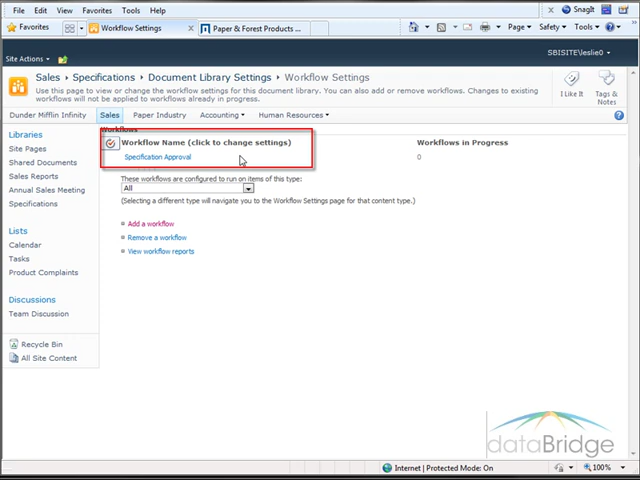 File Edit View Favorites Tools Help
SnagIt
Favorites Workflow Settings Paper & Forest Products ...
Page Safety Tools
SBISITE\leslie0
Site Actions
Sales Specifications Document Library Settings Workflow Settings
Use this page to view or change the workflow settings for this document library. You can also add or remove workflows. Changes to existing
workflows will not be applied to workflows already in progress.
I Like It
Tags &
Notes
Dunder Mifflin Infinity Sales Paper Industry Accounting Human Resources
Libraries
Site Pages
Shared Documents
Sales Reports
Annual Sales Meeting
Specifications
Lists
Calendar
Tasks
Product Complaints
Discussions
Team Discussion
Recycle Bin
All Site Content
Workflows
Workflow Name (click to change settings) Workflows in Progress
Specification Approval 0
These workflows are configured to run on items of this type:
All
(Selecting a different type will navigate you to the Workflow Settings page for that content type.)
Add a workflow
Remove a workflow
View workflow reports
dataBridge
Internet | Protected Mode: On
100%